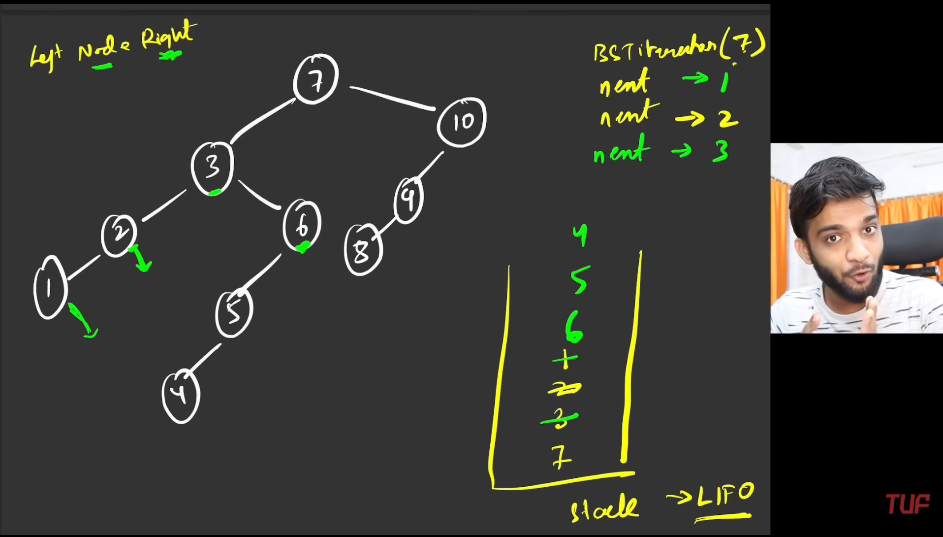 Left Node Right
BSTiterator(7)
next → 1
next → 2
next → 3
7
3
10
2
6
9
1
8
5
4
4
5
6
1
2
3
7
stack → LIFO
TUF